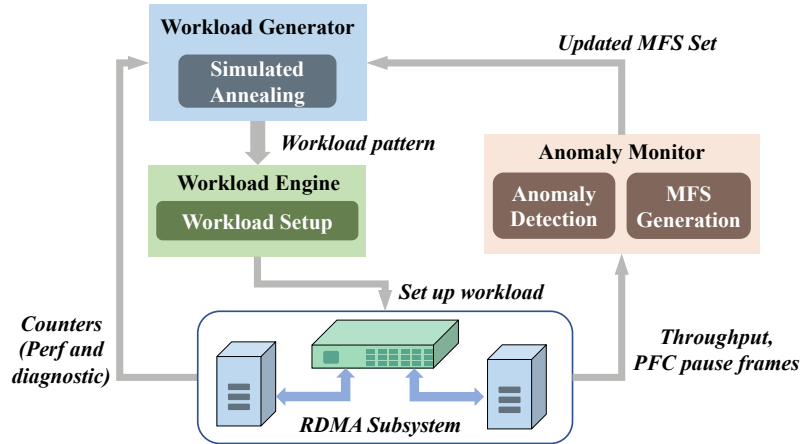 Workload Generator
Simulated
Annealing
Updated MFS Set
Workload pattern
Workload Engine
Workload Setup
Anomaly Monitor
Anomaly
Detection
MFS
Generation
Set up workload
Counters
(Perf and
diagnostic)
Throughput,
PFC pause frames
RDMA Subsystem